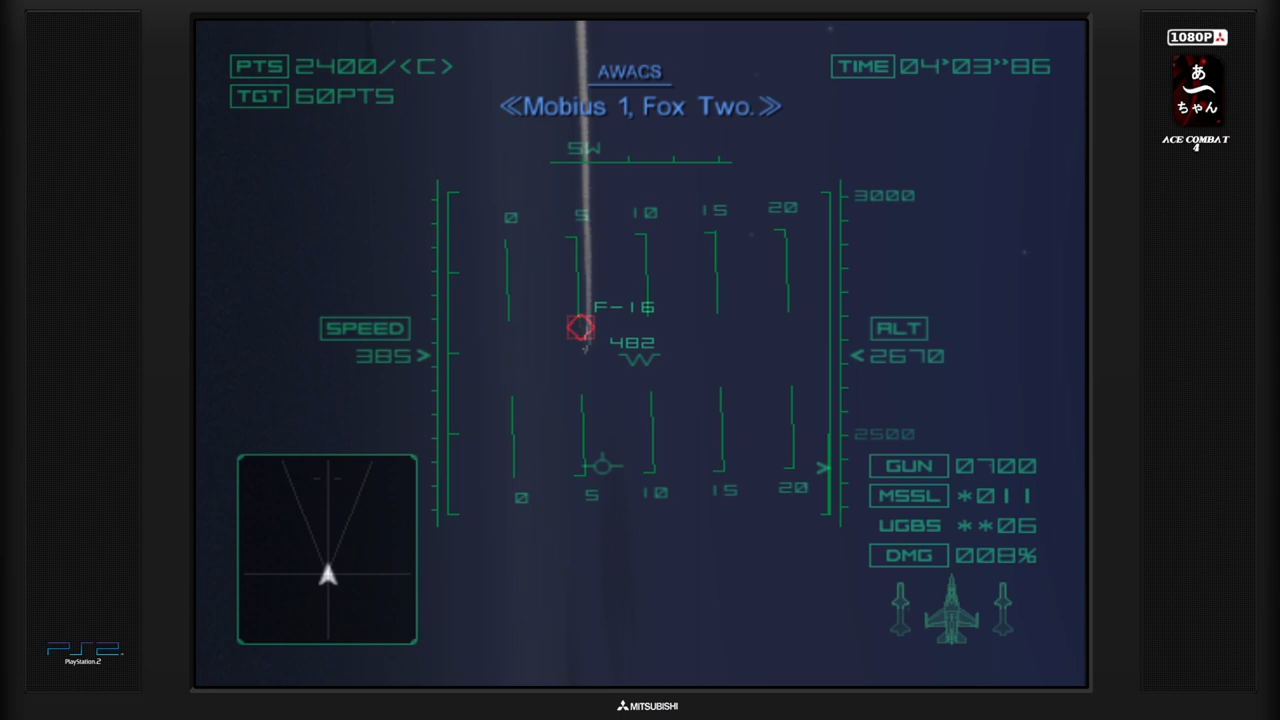 PTS 2400/<C>
TGT 60PTS
AWACS
≪Mobius 1, Fox Two.≫
TIME 04'03"86
SW
0 5 10 15 20
3000
F-16
482
SPEED
385 >
ALT
< 2670
2500
0 5 10 15 20
GUN 0700
MSSL *011
UGBS **06
DMG 008%
1080P
あーちゃん
ACE COMBAT
4
PS2
PlayStation.2
MITSUBISHI